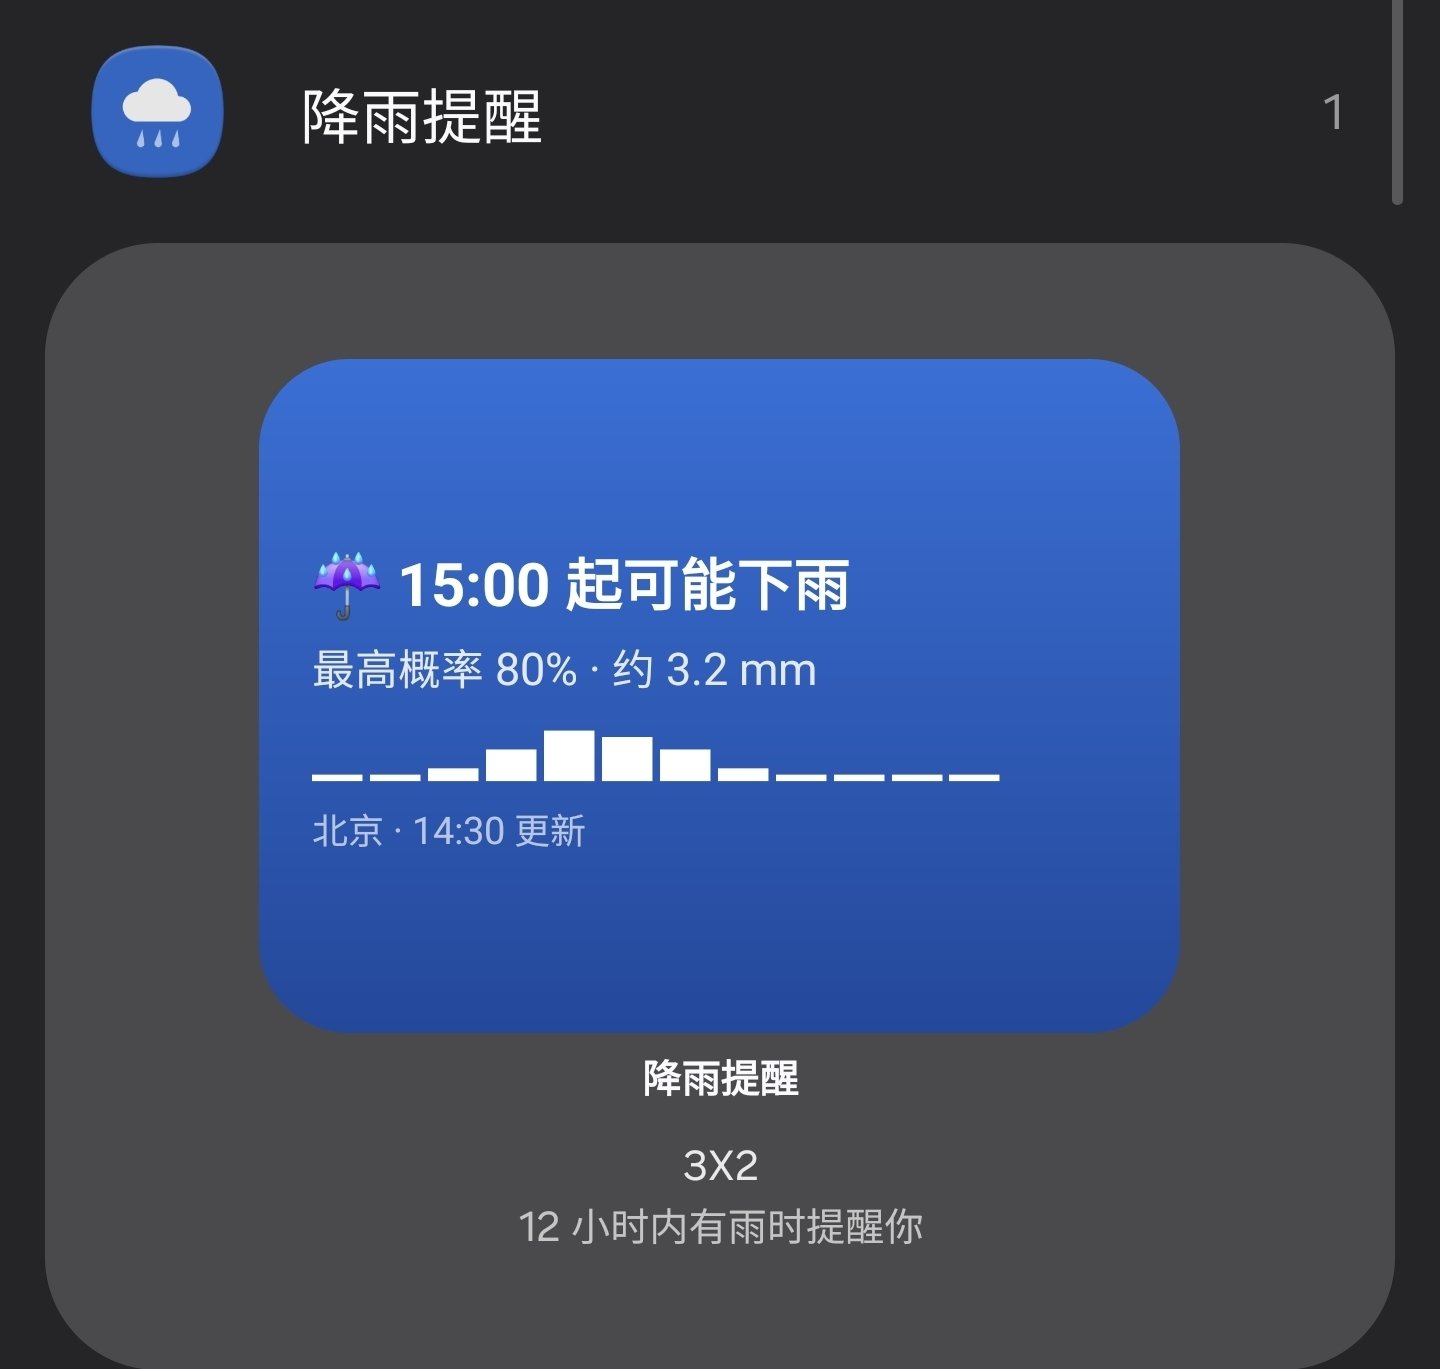 降雨提醒
1
☔ 15:00 起可能下雨
最高概率 80% · 约 3.2 mm
▁▁▂▅█▇▅▂▁▁▁▁
北京 · 14:30 更新
降雨提醒
3X2
12 小时内有雨时提醒你